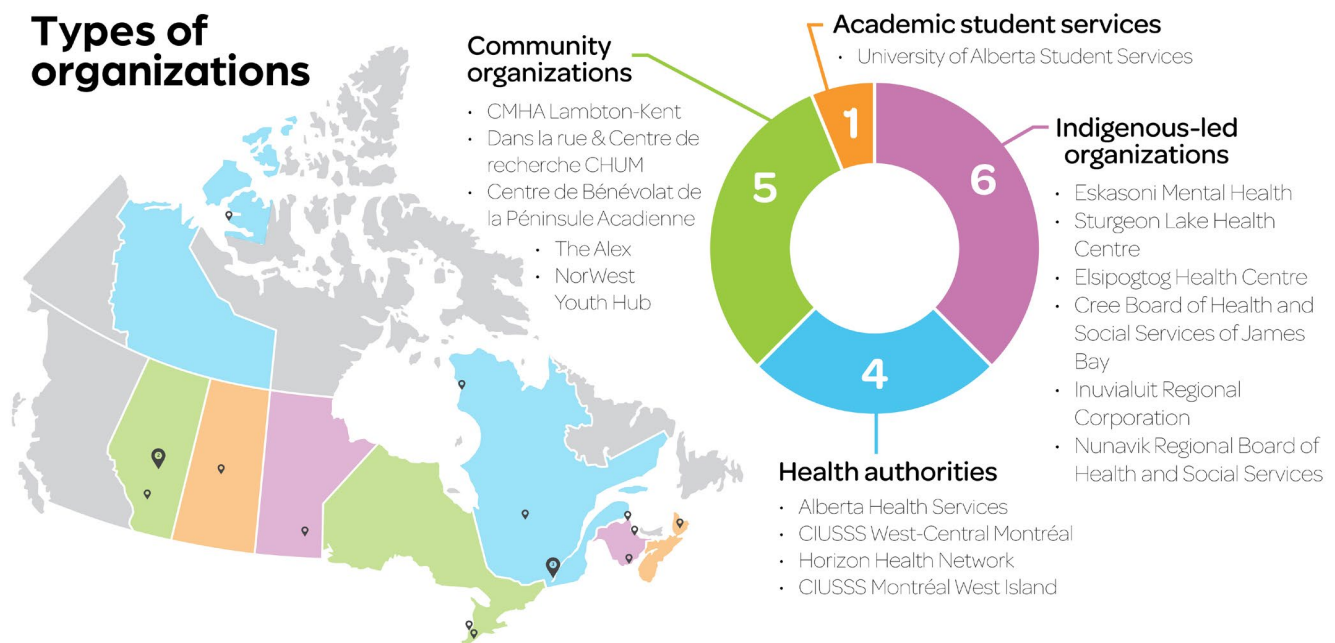 Types of
organizations
Community
organizations
• CMHA Lambton-Kent
• Dans la rue & Centre de
recherche CHUM
• Centre de Bénévolat de
la Péninsule Acadienne
• The Alex
• NorWest
Youth Hub
Academic student services
• University of Alberta Student Services
1
5
6
4
Indigenous-led
organizations
• Eskasoni Mental Health
• Sturgeon Lake Health
Centre
• Elsipogtog Health Centre
• Cree Board of Health and
Social Services of James
Bay
• Inuvialuit Regional
Corporation
• Nunavik Regional Board of
Health and Social Services
Health authorities
• Alberta Health Services
• CIUSSS West-Central Montréal
• Horizon Health Network
• CIUSSS Montréal West Island